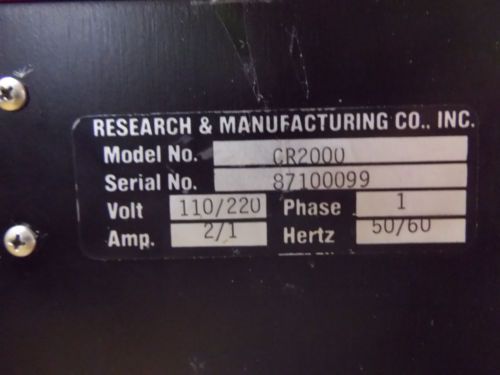 RESEARCH & MANUFACTURING CO., INC.
Model No. CR2000
Serial No. 87100099
Volt 110/220 Phase 1
Amp. 2/1 Hertz 50/60